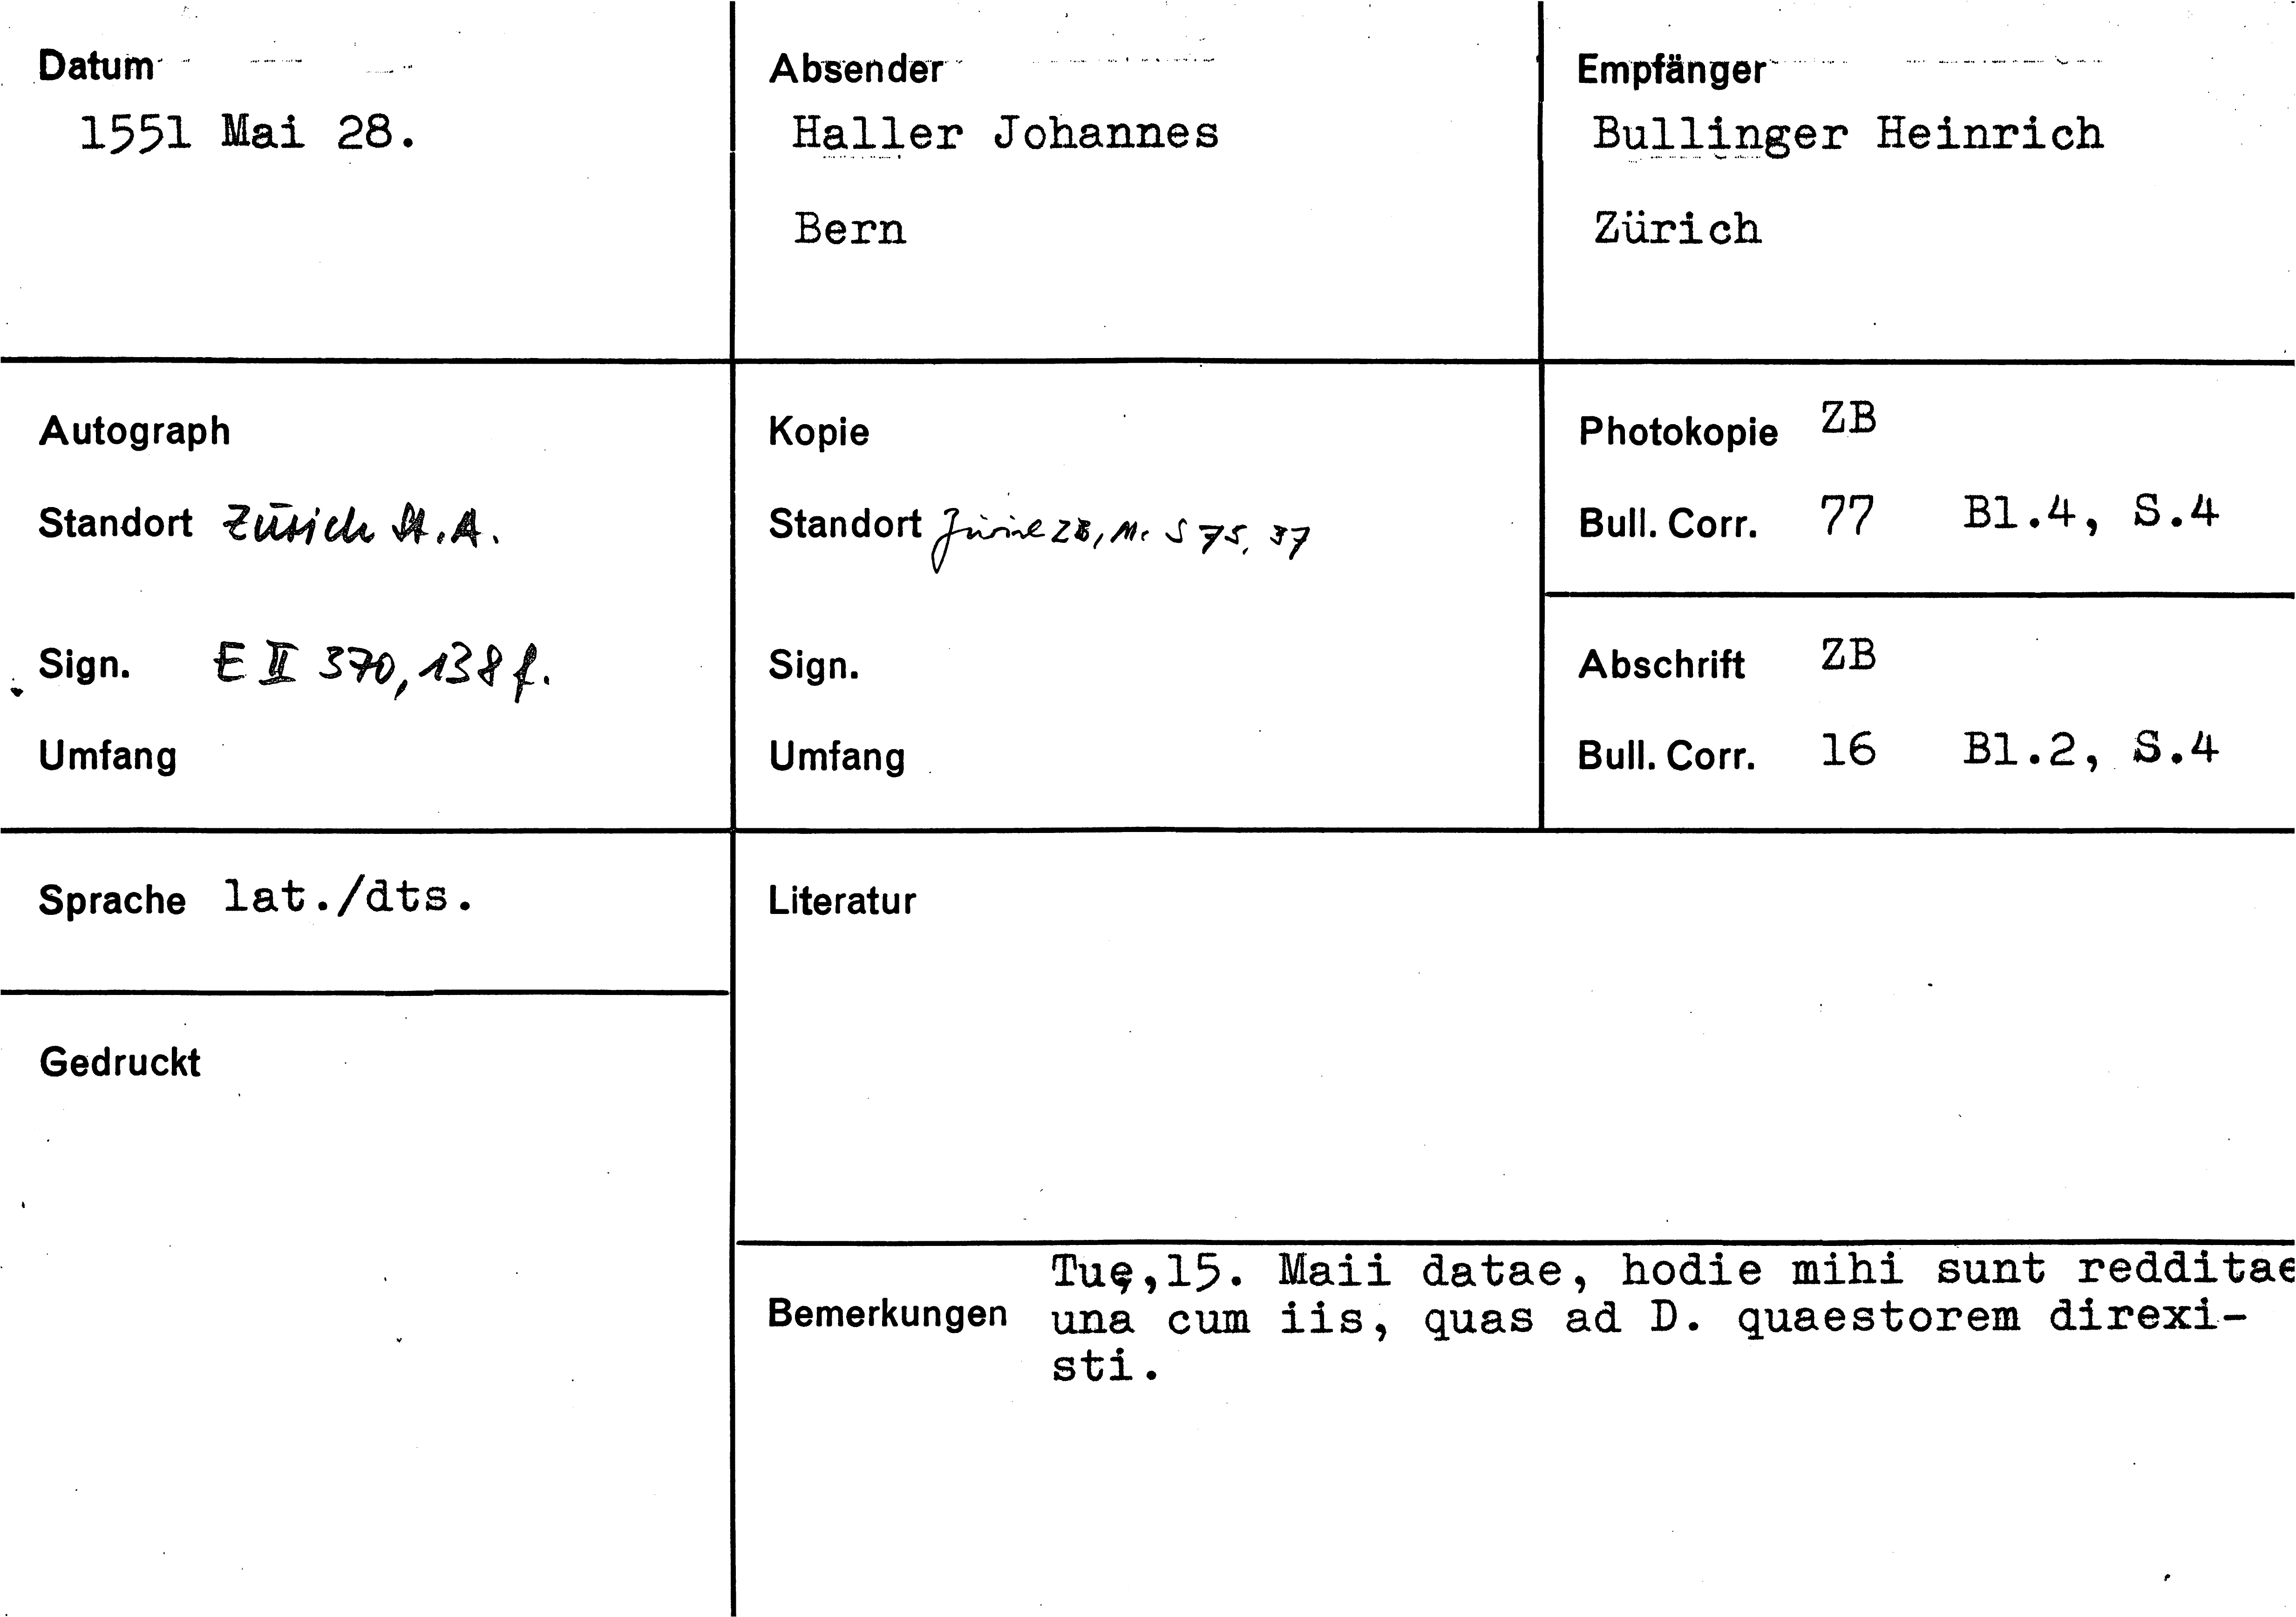 Datum
1551 Mai 28.
Absender
Haller Johannes
Bern
Empfänger
Bullinger Heinrich
Zürich
Autograph
Standort Zürich St.A.
Sign. E II 370, 138 f.
Umfang
Kopie
Standort Zürich ZB, Ms S 75, 37
Sign.
Umfang
Photokopie ZB
Bull. Corr. 77 Bl.4, S.4
Abschrift ZB
Bull. Corr. 16 Bl.2, S.4
Sprache lat./dts.
Gedruckt
Literatur
Bemerkungen
Tuę,15. Maii datae, hodie mihi sunt redditae
una cum iis, quas ad D. quaestorem direxi-
sti.